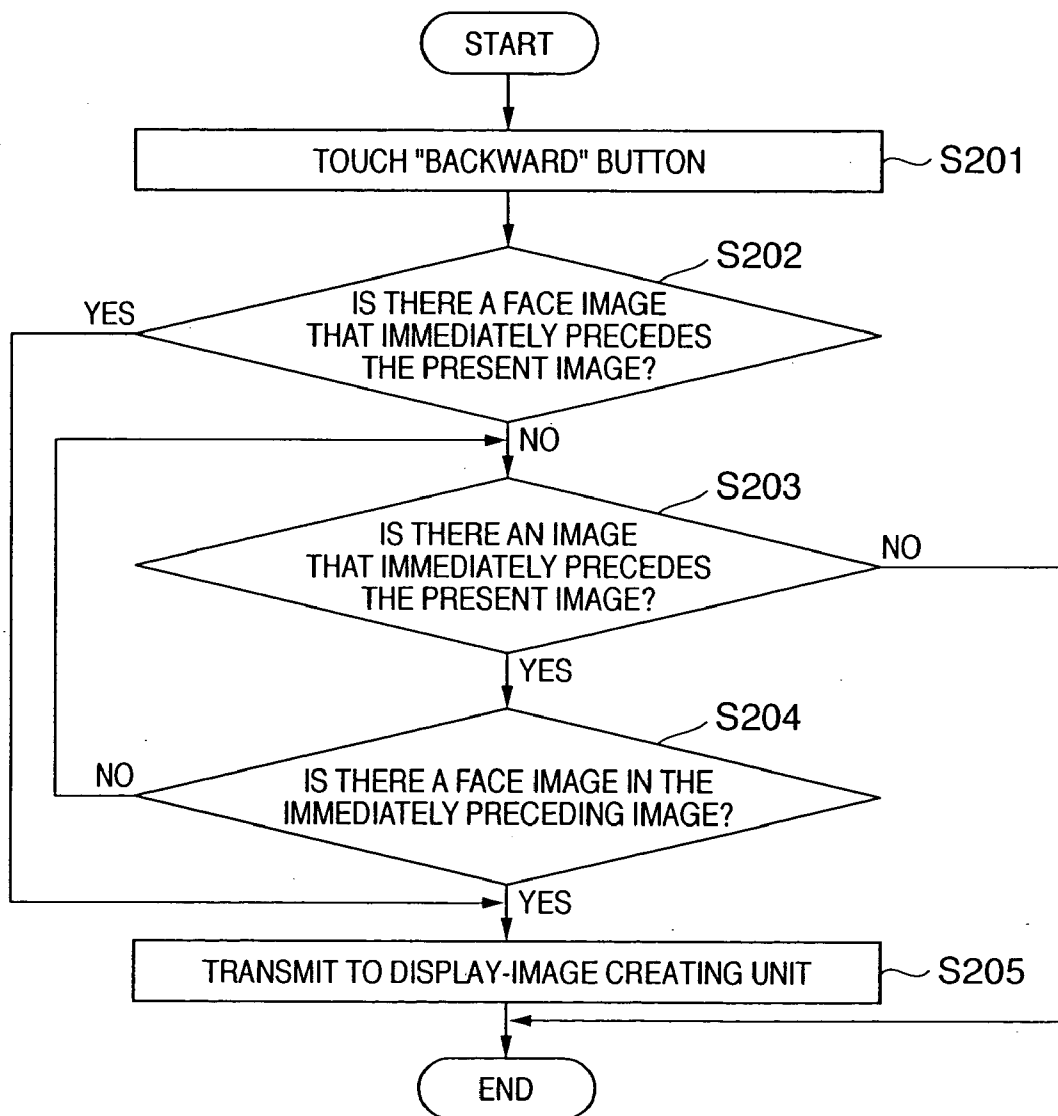 START
TOUCH "BACKWARD" BUTTON
S201
S202
YES
IS THERE A FACE IMAGE
THAT IMMEDIATELY PRECEDES
THE PRESENT IMAGE?
NO
S203
IS THERE AN IMAGE
THAT IMMEDIATELY PRECEDES
THE PRESENT IMAGE?
NO
YES
S204
NO
IS THERE A FACE IMAGE IN THE
IMMEDIATELY PRECEDING IMAGE?
YES
TRANSMIT TO DISPLAY-IMAGE CREATING UNIT
S205
END